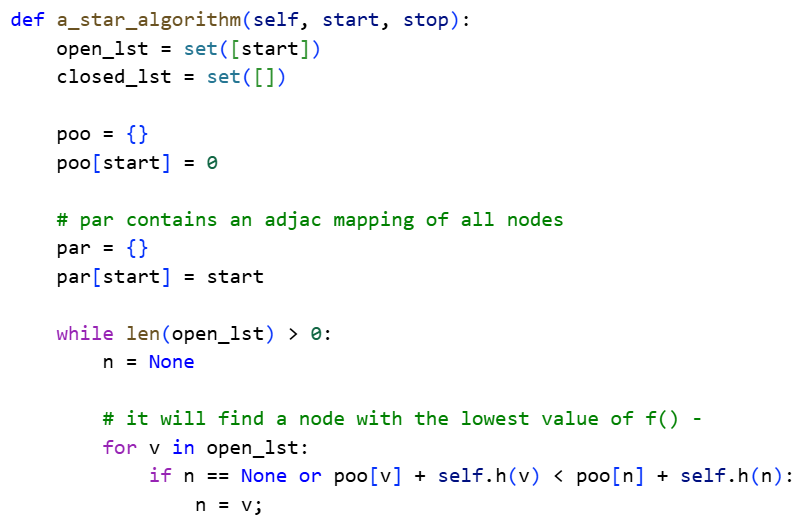 def a_star_algorithm(self, start, stop):
    open_lst = set([start])
    closed_lst = set([])

    poo = {}
    poo[start] = 0

    # par contains an adjac mapping of all nodes
    par = {}
    par[start] = start

    while len(open_lst) > 0:
        n = None

        # it will find a node with the lowest value of f() -
        for v in open_lst:
            if n == None or poo[v] + self.h(v) < poo[n] + self.h(n):
                n = v;